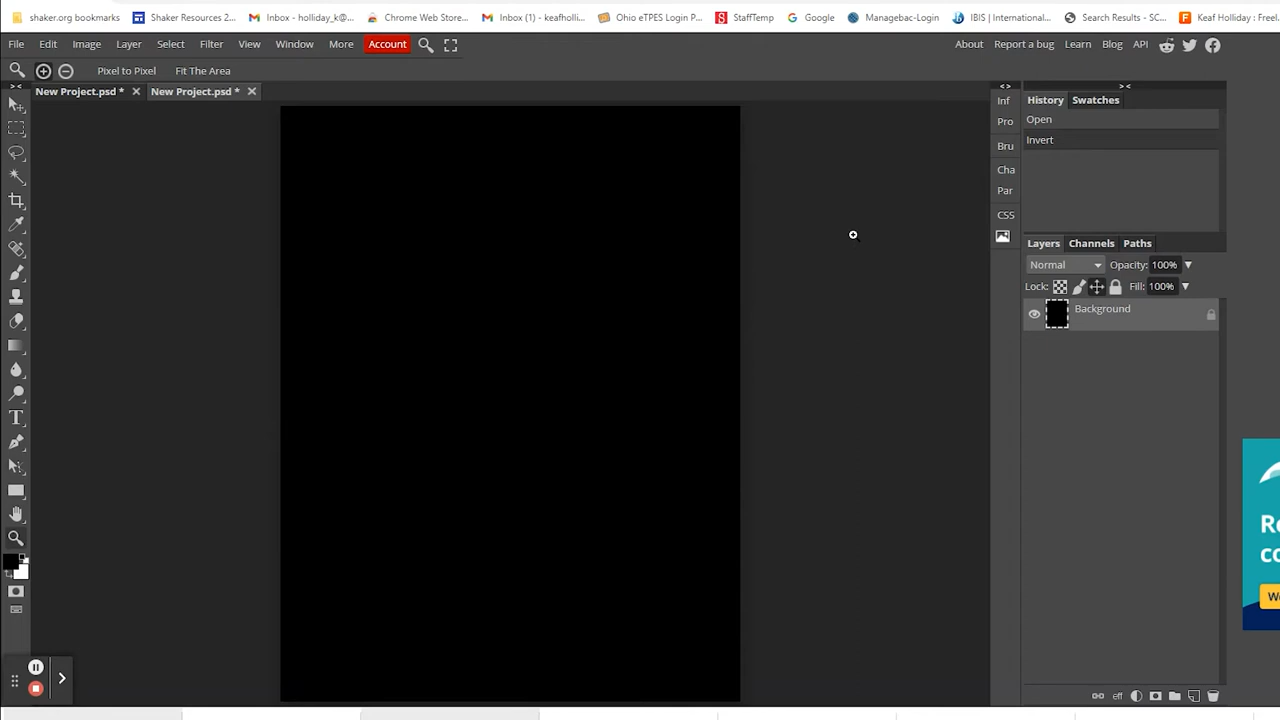 shaker.org bookmarks Shaker Resources 2... Inbox - holliday_k@... Chrome Web Store... Inbox (1) - keafholli... Ohio eTPES Login P... StaffTemp Google Managebac-Login IBIS | International... Search Results - SC... Keaf Holliday : Freel
File Edit Image Layer Select Filter View Window More Account About Report a bug Learn Blog API
Pixel to Pixel Fit The Area
New Project.psd * New Project.psd *
Inf
Pro
Bru
Cha
Par
CSS
History Swatches
Open
Invert
Layers Channels Paths
Normal Opacity: 100%
Lock: Fill: 100%
Background
eff
T